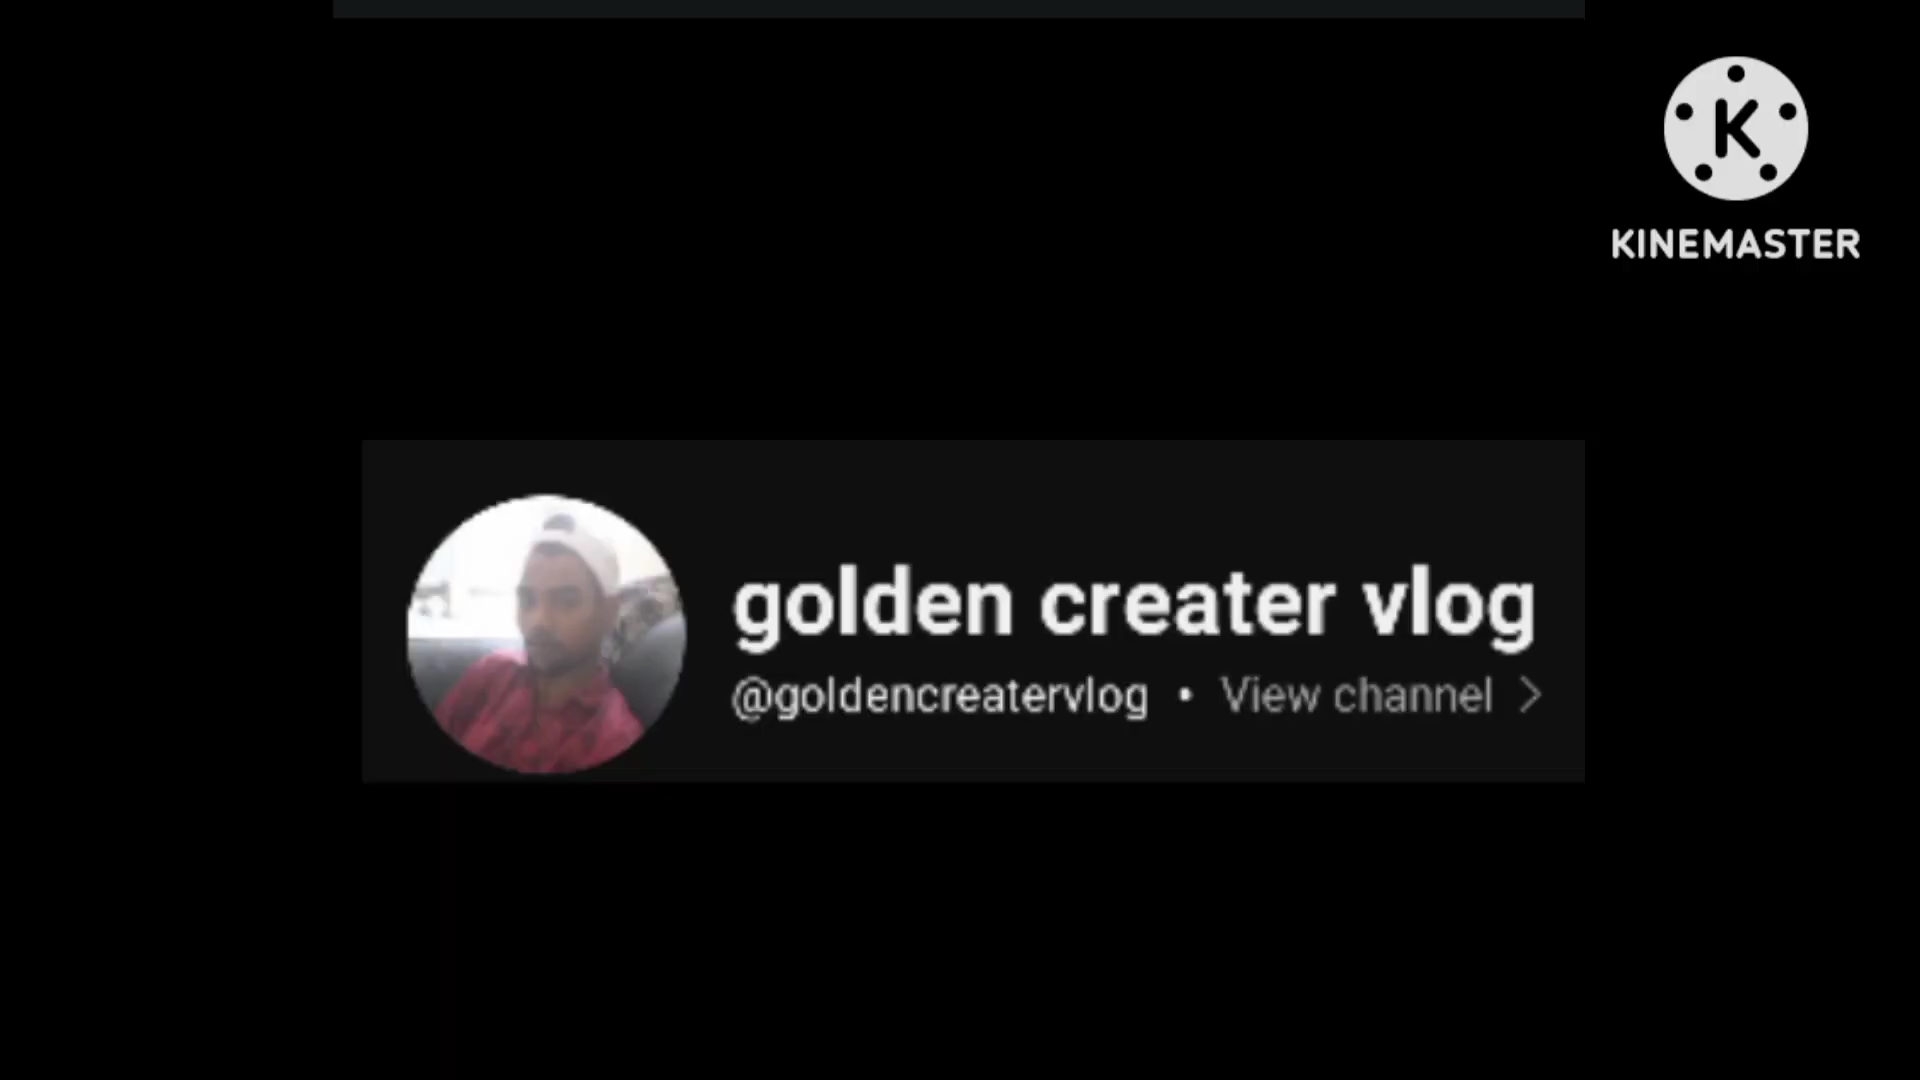 K
KINEMASTER
golden creater vlog
@goldencreatervlog • View channel >